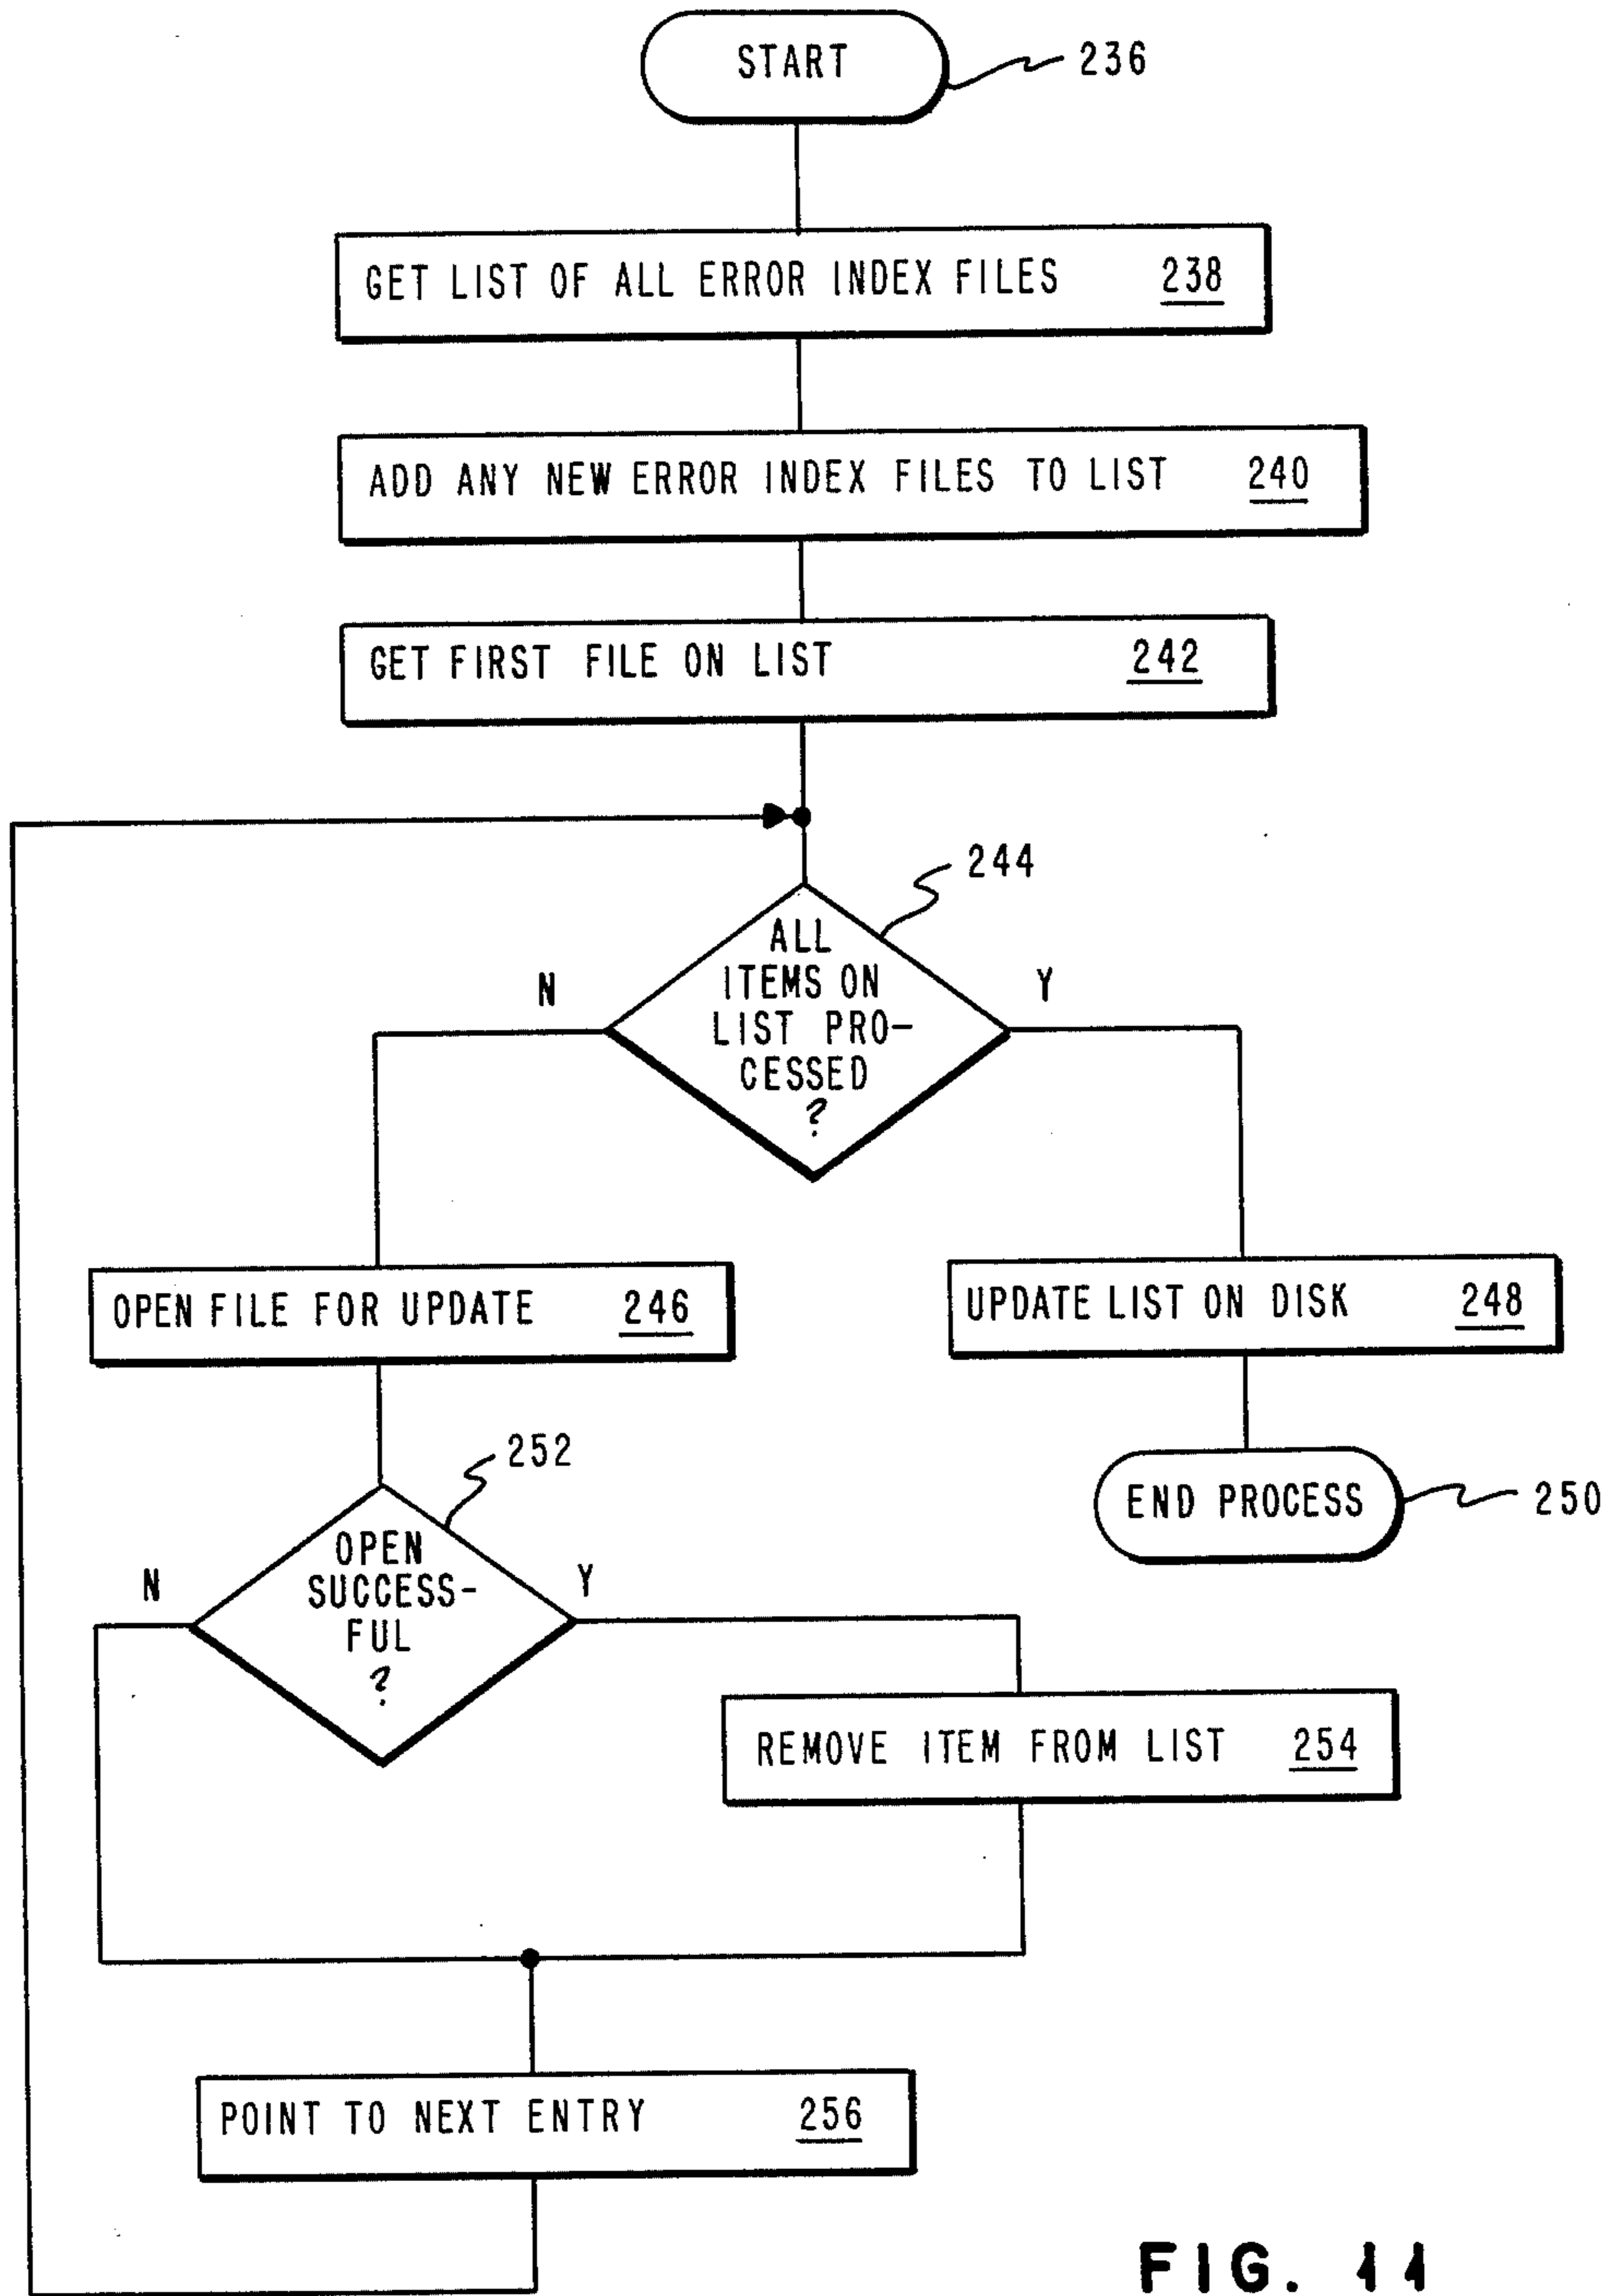 START
236
GET LIST OF ALL ERROR INDEX FILES 238
ADD ANY NEW ERROR INDEX FILES TO LIST 240
GET FIRST FILE ON LIST 242
244
ALL
ITEMS ON
LIST PRO-
CESSED
?
N
Y
OPEN FILE FOR UPDATE 246
UPDATE LIST ON DISK 248
252
END PROCESS
250
OPEN
SUCCESS-
FUL
?
N
Y
REMOVE ITEM FROM LIST 254
POINT TO NEXT ENTRY 256
FIG. 11